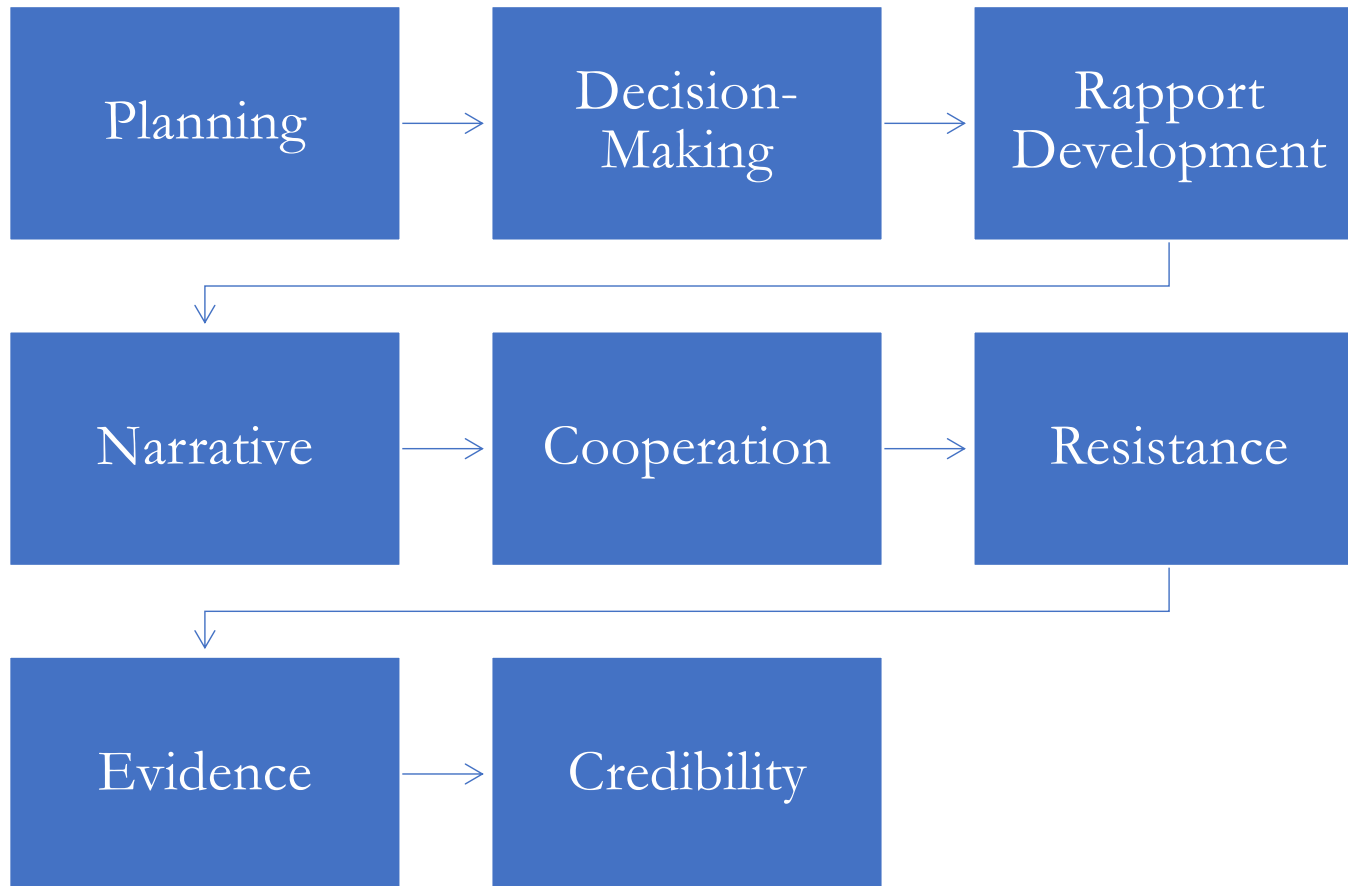 Planning
Decision-
Making
Rapport
Development
Narrative
Cooperation
Resistance
Evidence
Credibility